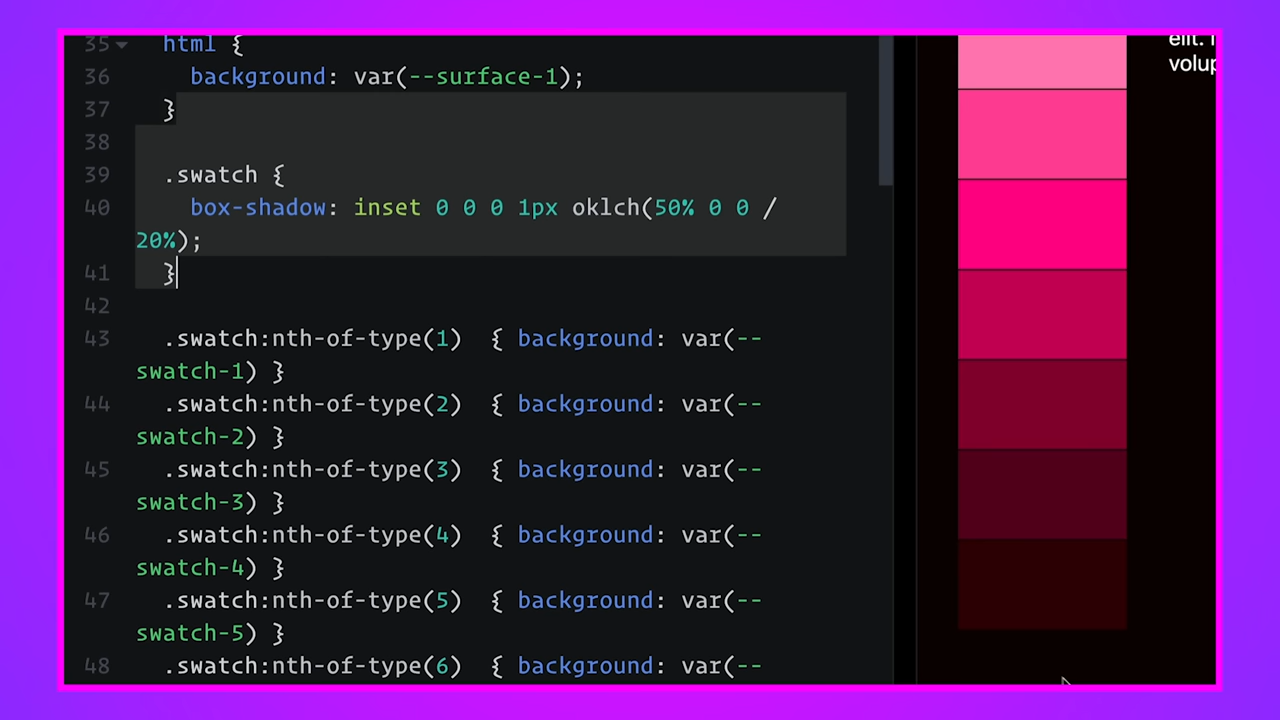 35 html {
36 background: var(--surface-1);
37 }
38
39 .swatch {
40 box-shadow: inset 0 0 0 1px oklch(50% 0 0 /
20%);
41 }
42
43 .swatch:nth-of-type(1)  { background: var(--
swatch-1) }
44 .swatch:nth-of-type(2)  { background: var(--
swatch-2) }
45 .swatch:nth-of-type(3)  { background: var(--
swatch-3) }
46 .swatch:nth-of-type(4)  { background: var(--
swatch-4) }
47 .swatch:nth-of-type(5)  { background: var(--
swatch-5) }
48 .swatch:nth-of-type(6)  { background: var(--
elit.
volup